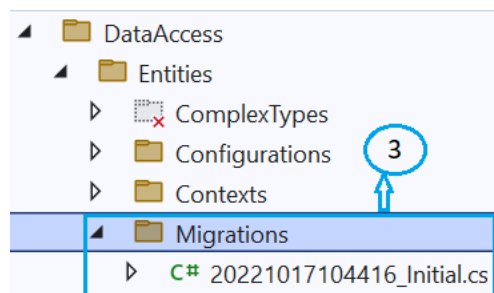 DataAccess
Entities
ComplexTypes
Configurations
3
Contexts
Migrations
C# 20221017104416_Initial.cs